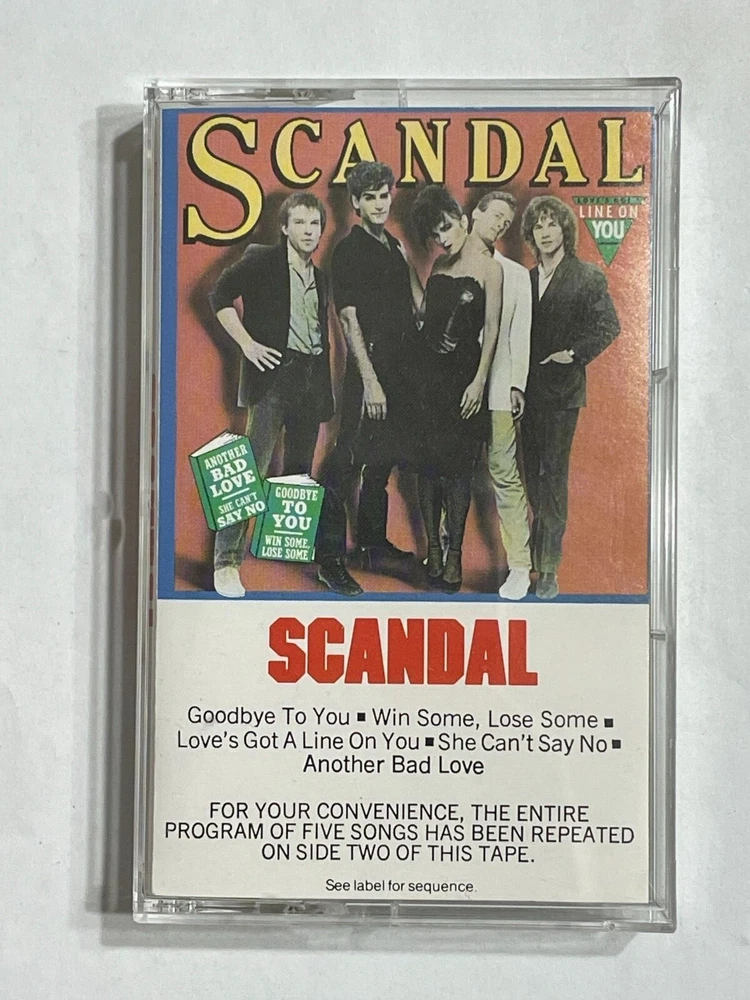 SCANDAL
LOVE'S GOT A
LINE ON
YOU
ANOTHER
BAD
LOVE
SHE CAN'T
SAY NO
GOODBYE
TO
YOU
WIN SOME,
LOSE SOME
SCANDAL
Goodbye To You ■ Win Some, Lose Some ■
Love's Got A Line On You ■ She Can't Say No ■
Another Bad Love
FOR YOUR CONVENIENCE, THE ENTIRE
PROGRAM OF FIVE SONGS HAS BEEN REPEATED
ON SIDE TWO OF THIS TAPE.
See label for sequence.